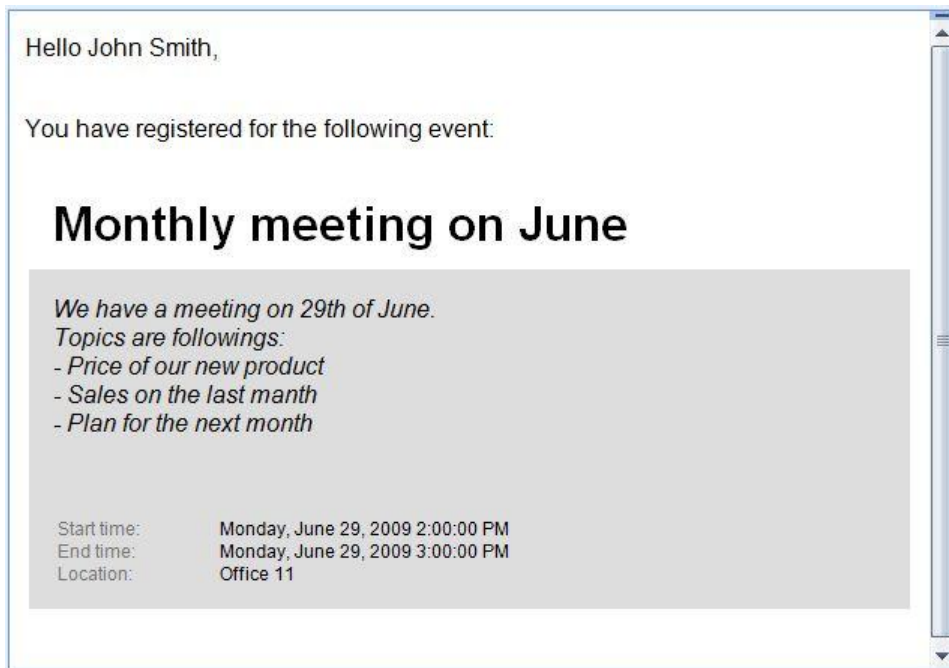 Hello John Smith,
You have registered for the following event:
Monthly meeting on June
We have a meeting on 29th of June.
Topics are followings:
- Price of our new product
- Sales on the last manth
- Plan for the next month
Start time: Monday, June 29, 2009 2:00:00 PM
End time: Monday, June 29, 2009 3:00:00 PM
Location: Office 11